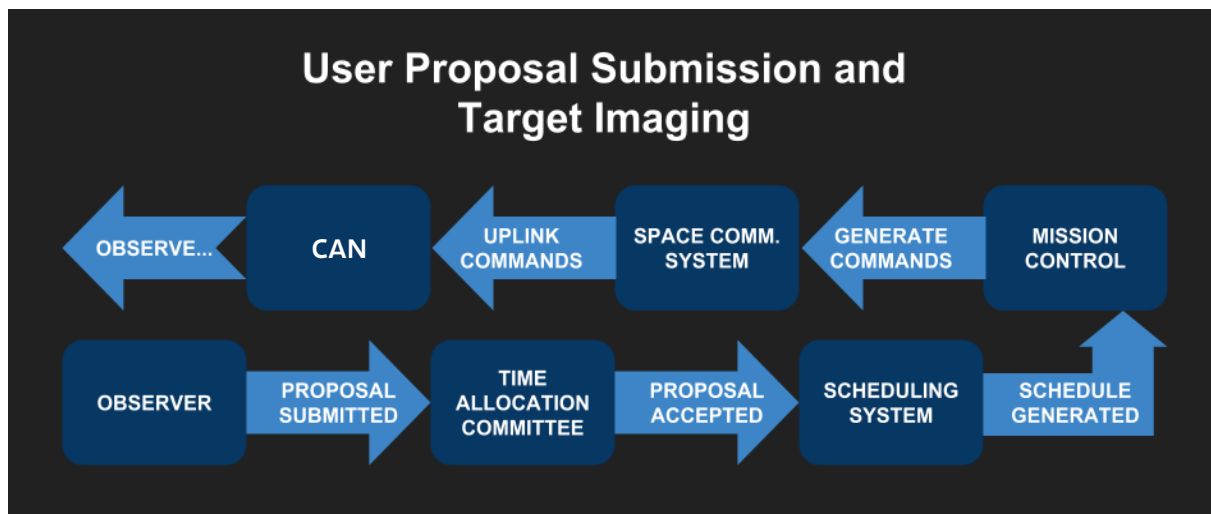 User Proposal Submission and
Target Imaging
OBSERVE...
CAN
UPLINK
COMMANDS
SPACE COMM.
SYSTEM
GENERATE
COMMANDS
MISSION
CONTROL
OBSERVER
PROPOSAL
SUBMITTED
TIME
ALLOCATION
COMMITTEE
PROPOSAL
ACCEPTED
SCHEDULING
SYSTEM
SCHEDULE
GENERATED